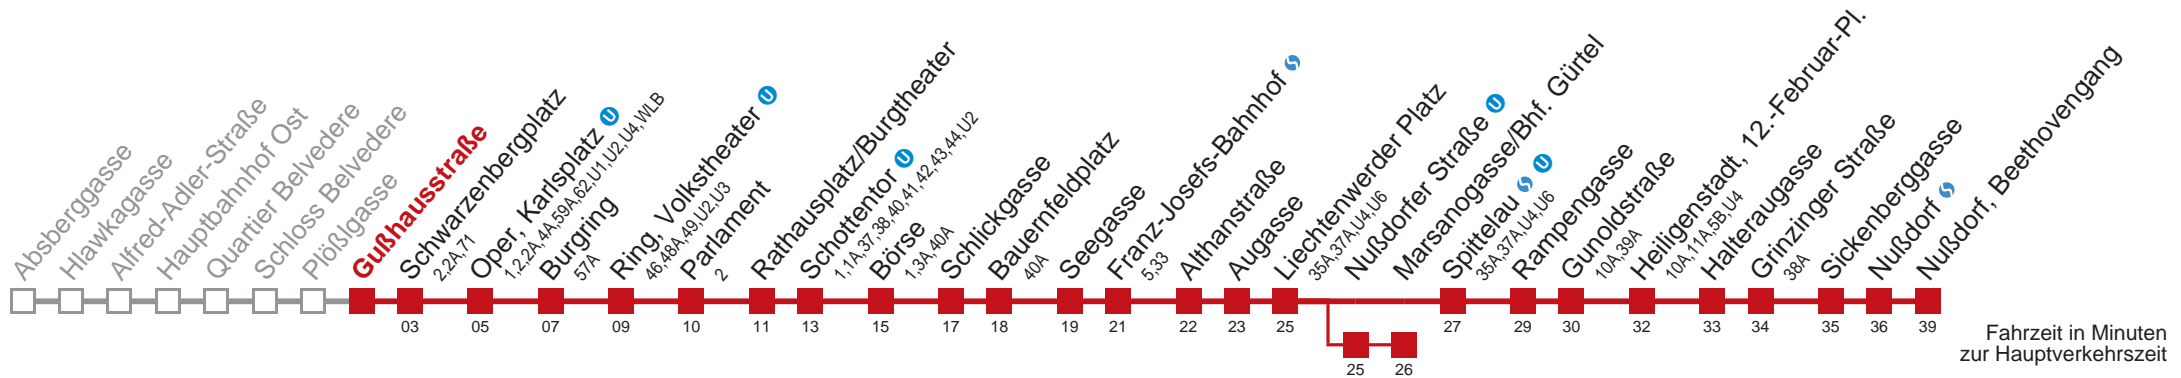 Absberggasse
Hlawkagasse
Alfred-Adler-Straße
Hauptbahnhof Ost
Quartier Belvedere
Schloss Belvedere
Plößlgasse
Gußhausstraße
Schwarzenbergplatz
2,2A,71
Oper, Karlsplatz U
1,2,2A,4A,59A,62,U1,U2,U4,WLB
Burgring
57A
Ring, Volkstheater U
46,48A,49,U2,U3
Parlament
2
Rathausplatz/Burgtheater
Schottentor U
1,1A,37,38,40,41,42,43,44,U2
Börse
1,3A,40A
Schlickgasse
Bauernfeldplatz
40A
Seegasse
Franz-Josefs-Bahnhof S
5,33
Althanstraße
Augasse
Liechtenwerder Platz
35A,37A,U4,U6
Nußdorfer Straße U
Marsanogasse/Bhf. Gürtel
Spittelau S U
35A,37A,U4,U6
Rampengasse
Gunoldstraße
10A,39A
Heiligenstadt, 12.-Februar-Pl.
10A,11A,5B,U4
Halteraugasse
Grinzinger Straße
38A
Sickenberggasse
Nußdorf S
Nußdorf, Beethovengang
03 05 07 09 10 11 13 15 17 18 19 21 22 23 25 27 29 30 32 33 34 35 36 39
25 26
Fahrzeit in Minuten
zur Hauptverkehrszeit